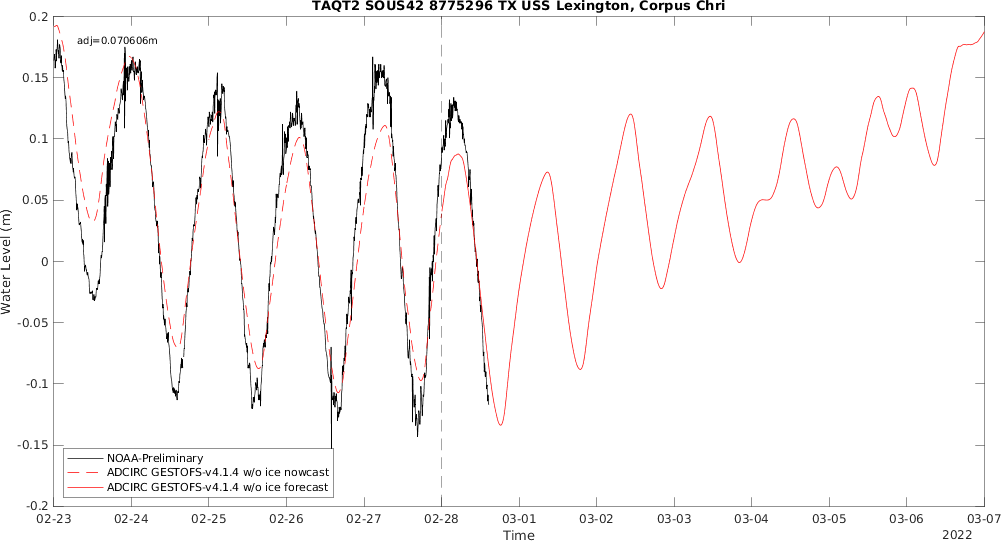 TAQT2 SOUS42 8775296 TX USS Lexington, Corpus Chri
adj=0.070606m
0.2
0.15
0.1
0.05
0
-0.05
-0.1
-0.15
-0.2
Water Level (m)
NOAA-Preliminary
ADCIRC GESTOFS-v4.1.4 w/o ice nowcast
ADCIRC GESTOFS-v4.1.4 w/o ice forecast
02-23 02-24 02-25 02-26 02-27 02-28 03-01 03-02 03-03 03-04 03-05 03-06 03-07
Time
2022